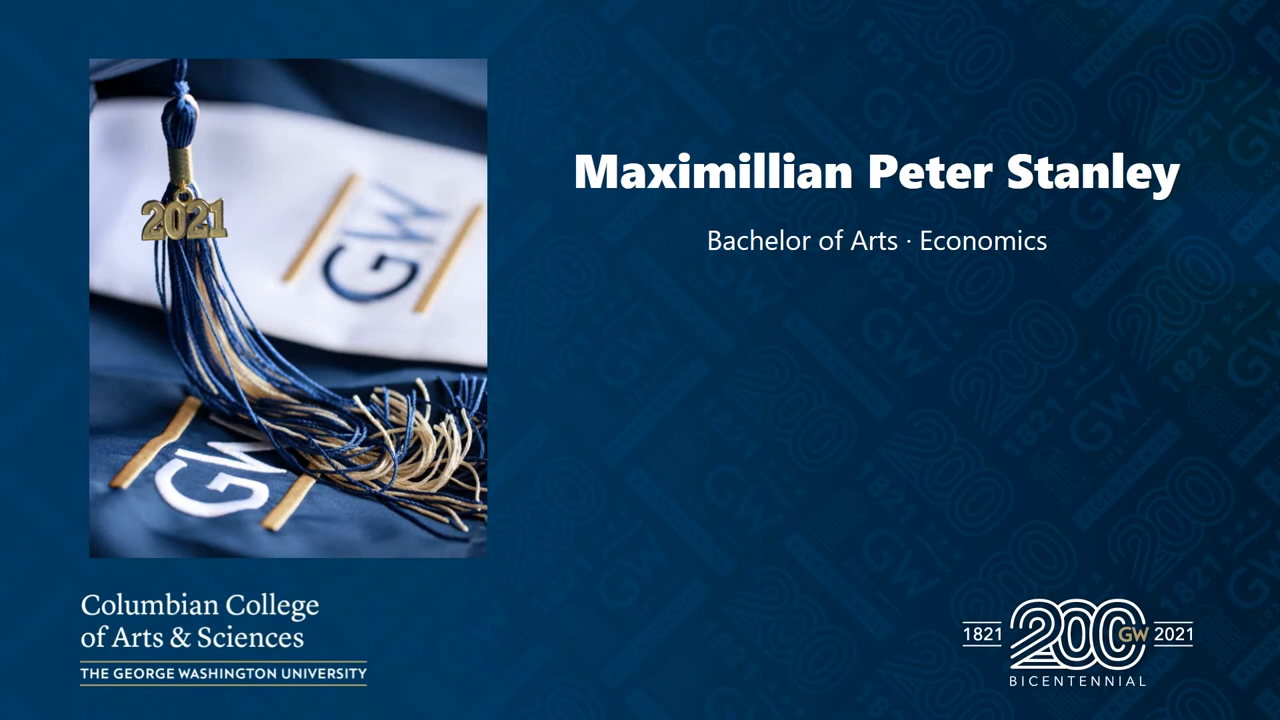 2021
GW
GW
Maximillian Peter Stanley
Bachelor of Arts · Economics
Columbian College
of Arts & Sciences
THE GEORGE WASHINGTON UNIVERSITY
1821 200 GW 2021
BICENTENNIAL